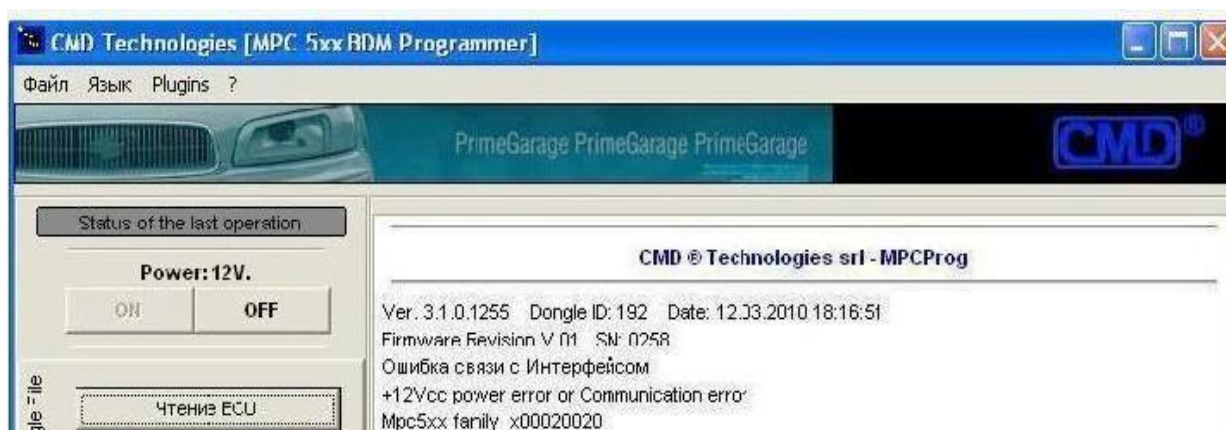 CMD Technologies [MPC 5xx BDM Programmer]
Файл Язык Plugins ?
PrimeGarage PrimeGarage PrimeGarage
CMD®
Status of the last operation
Power: 12V.
ON OFF
CMD ® Technologies srl - MPCProg
Ver. 3.1.0.1255 Dongle ID: 192 Date: 12.03.2010 18:16:51
Firmware Revision V 01 SN: 0258
Ошибка связи с Интерфейсом
+12Vcc power error or Communication error
Чтение ECU
Mpc5xx family x00020020
File